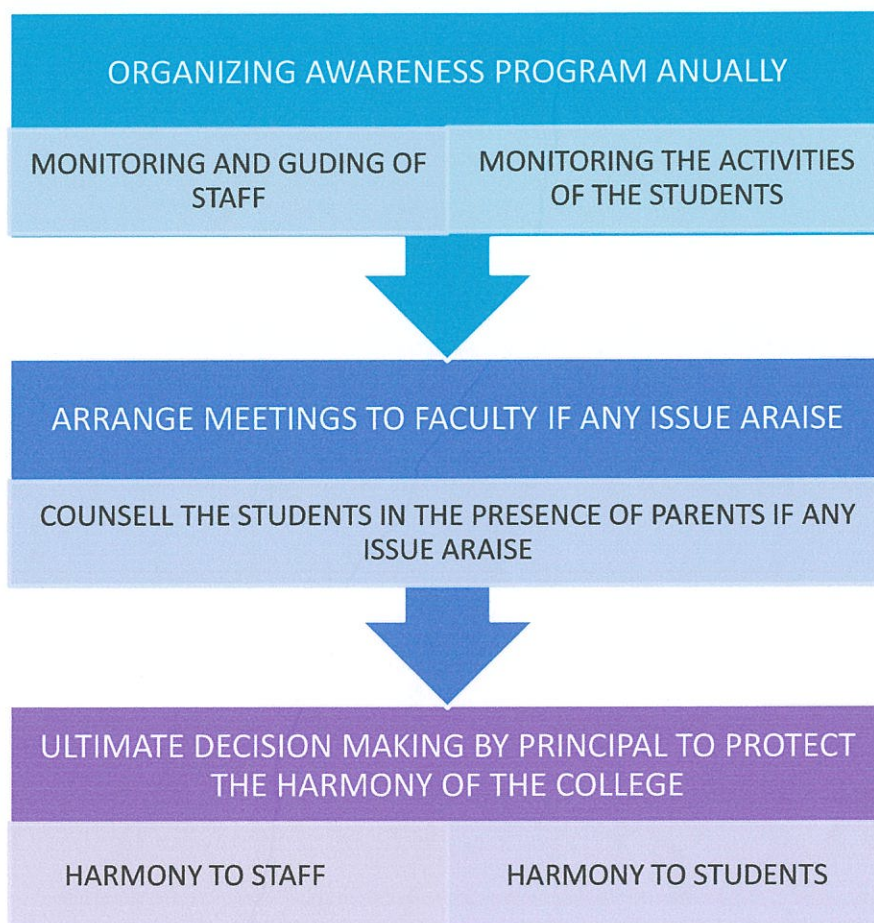 ORGANIZING AWARENESS PROGRAM ANUALLY
MONITORING AND GUDING OF
STAFF
MONITORING THE ACTIVITIES
OF THE STUDENTS
ARRANGE MEETINGS TO FACULTY IF ANY ISSUE ARAISE
COUNSELL THE STUDENTS IN THE PRESENCE OF PARENTS IF ANY
ISSUE ARAISE
ULTIMATE DECISION MAKING BY PRINCIPAL TO PROTECT
THE HARMONY OF THE COLLEGE
HARMONY TO STAFF
HARMONY TO STUDENTS